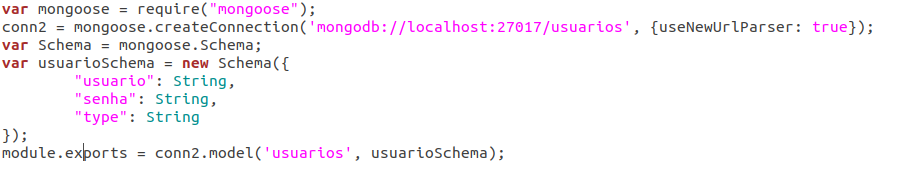 var mongoose = require("mongoose");
conn2 = mongoose.createConnection('mongodb://localhost:27017/usuarios', {useNewUrlParser: true});
var Schema = mongoose.Schema;
var usuarioSchema = new Schema({
        "usuario": String,
        "senha": String,
        "type": String
});
module.exports = conn2.model('usuarios', usuarioSchema);